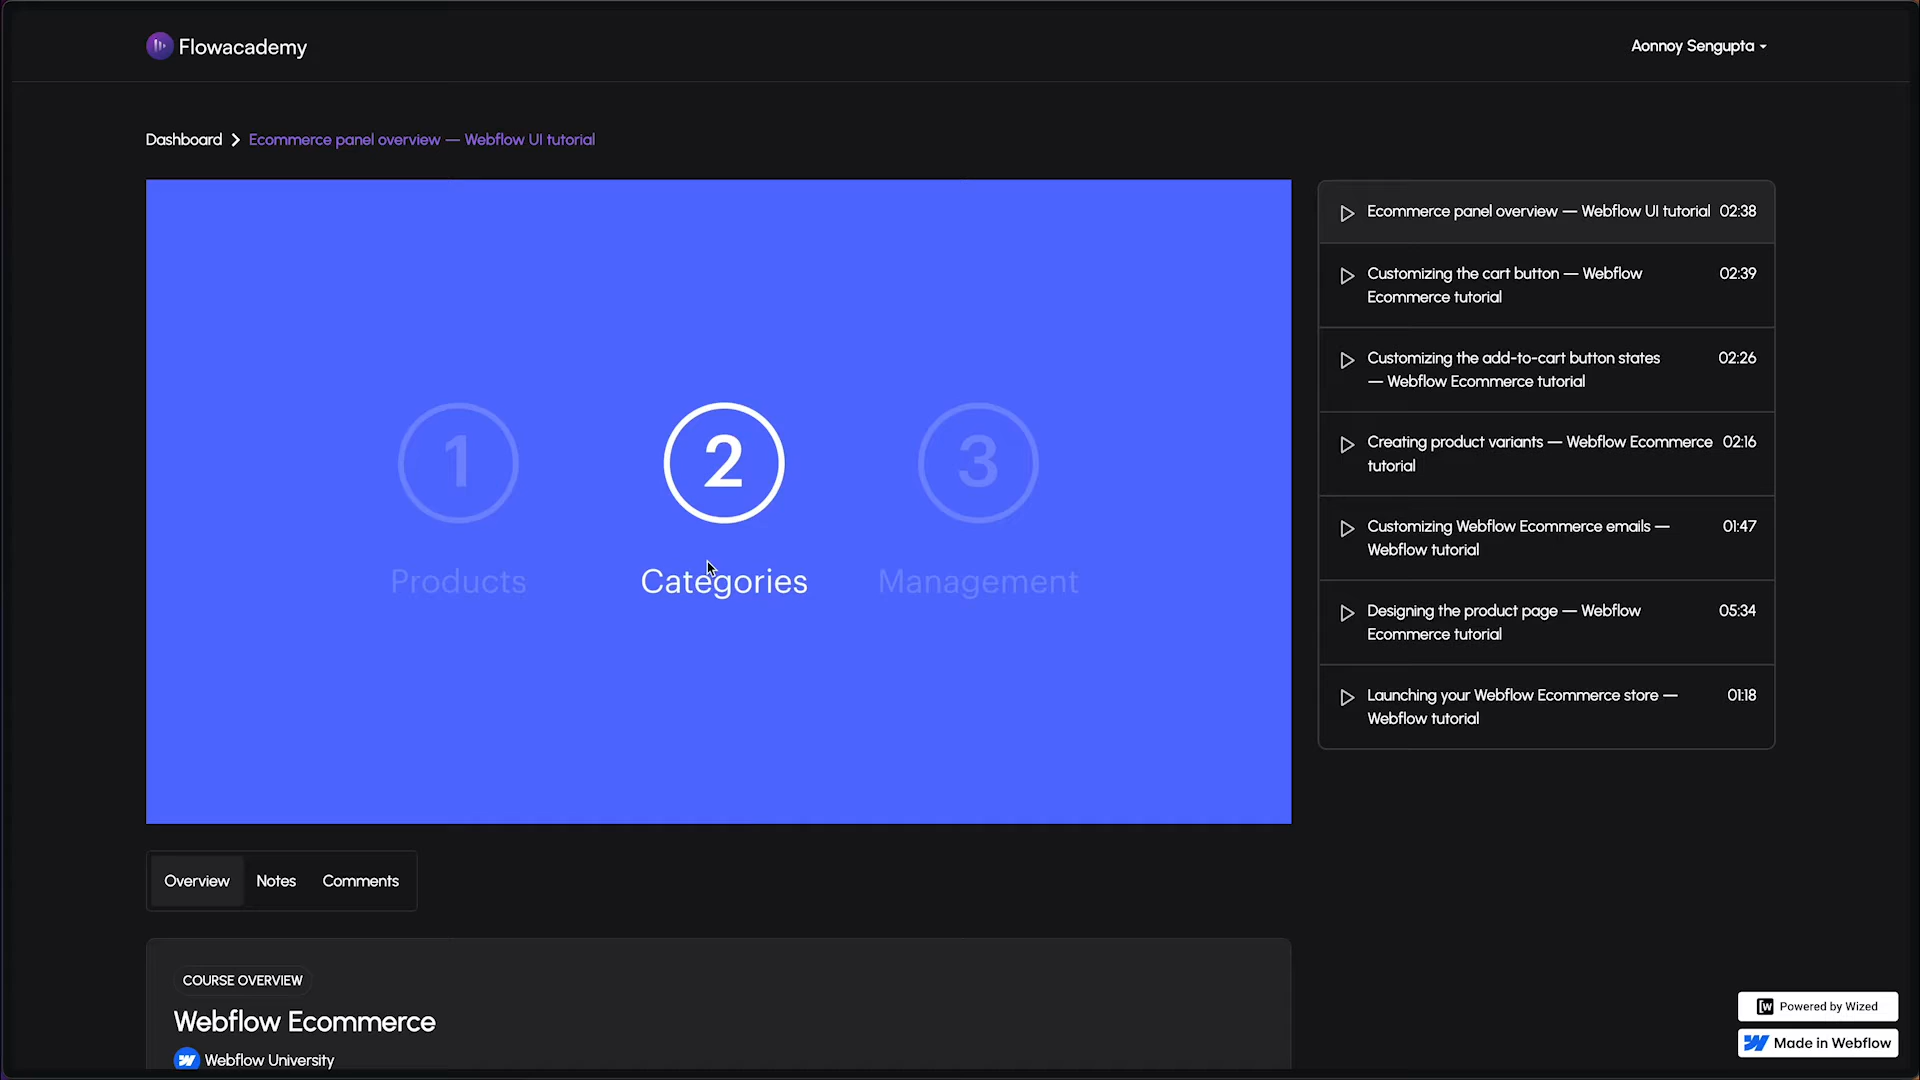 Flowacademy
Aonnoy Sengupta
Dashboard
Ecommerce panel overview — Webflow UI tutorial
1
2
3
Products
Categories
Management
Ecommerce panel overview — Webflow UI tutorial 02:38
Customizing the cart button — Webflow 02:39
Ecommerce tutorial
Customizing the add-to-cart button states 02:26
— Webflow Ecommerce tutorial
Creating product variants — Webflow Ecommerce 02:16
tutorial
Customizing Webflow Ecommerce emails — 01:47
Webflow tutorial
Designing the product page — Webflow 05:34
Ecommerce tutorial
Launching your Webflow Ecommerce store — 01:18
Webflow tutorial
Overview Notes Comments
COURSE OVERVIEW
Webflow Ecommerce
Webflow University
Powered by Wized
Made in Webflow